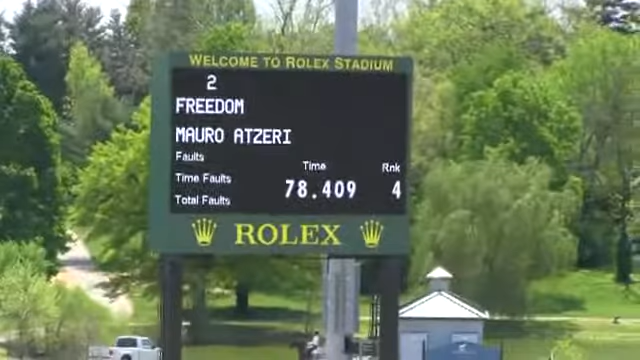 WELCOME TO ROLEX STADIUM
2
FREEDOM
MAURO ATZERI
Faults
Time Rnk
Time Faults
78.409 4
Total Faults
ROLEX